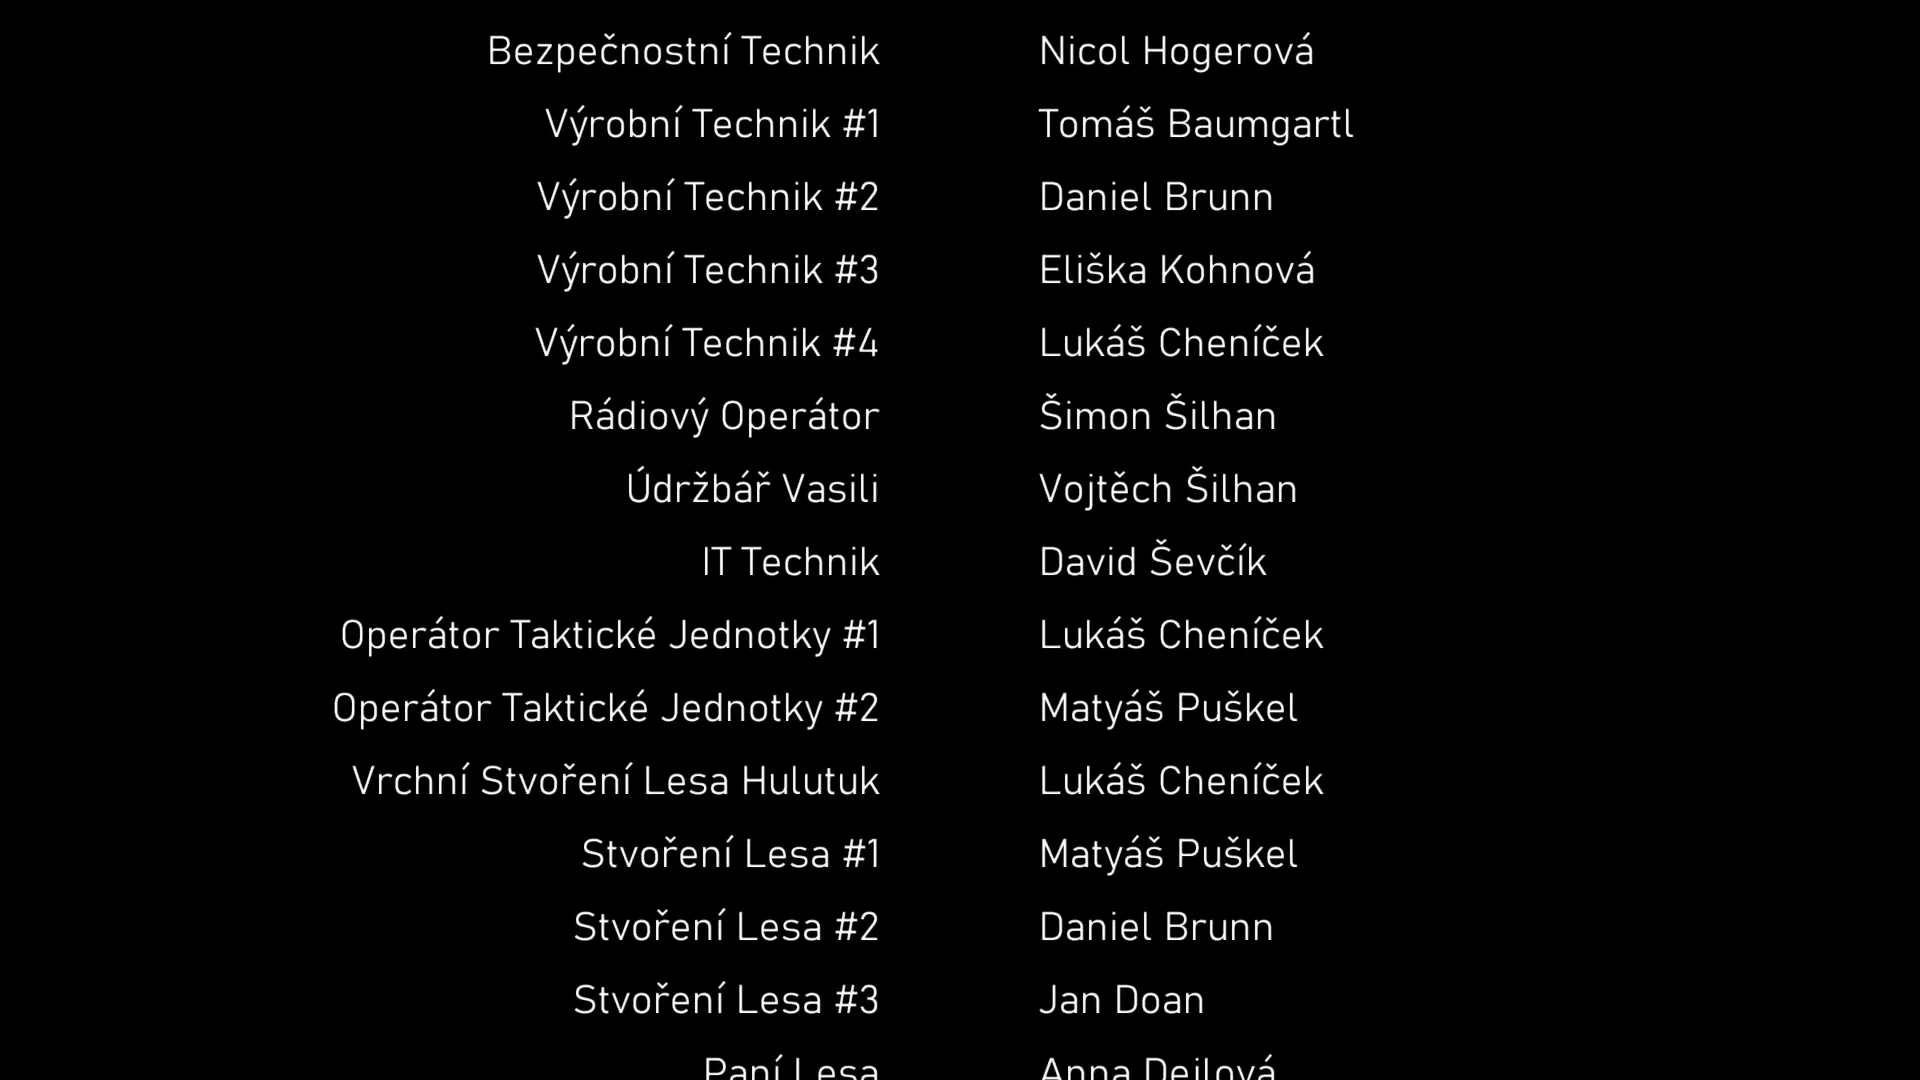 Bezpečnostní Technik Nicol Hogerová
Výrobní Technik #1 Tomáš Baumgartl
Výrobní Technik #2 Daniel Brunn
Výrobní Technik #3 Eliška Kohnová
Výrobní Technik #4 Lukáš Cheníček
Rádiový Operátor Šimon Šilhan
Údržbář Vasili Vojtěch Šilhan
IT Technik David Ševčík
Operátor Taktické Jednotky #1 Lukáš Cheníček
Operátor Taktické Jednotky #2 Matyáš Puškel
Vrchní Stvoření Lesa Hulutuk Lukáš Cheníček
Stvoření Lesa #1 Matyáš Puškel
Stvoření Lesa #2 Daniel Brunn
Stvoření Lesa #3 Jan Doan
Paní Lesa Anna Dejlová